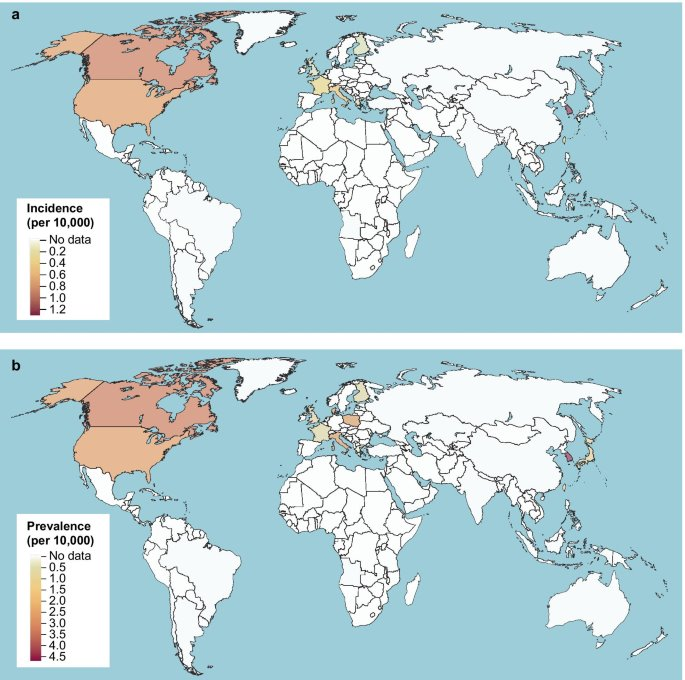 a
Incidence
(per 10,000)
No data
0.2
0.4
0.6
0.8
1.0
1.2
b
Prevalence
(per 10,000)
No data
0.5
1.0
1.5
2.0
2.5
3.0
3.5
4.0
4.5